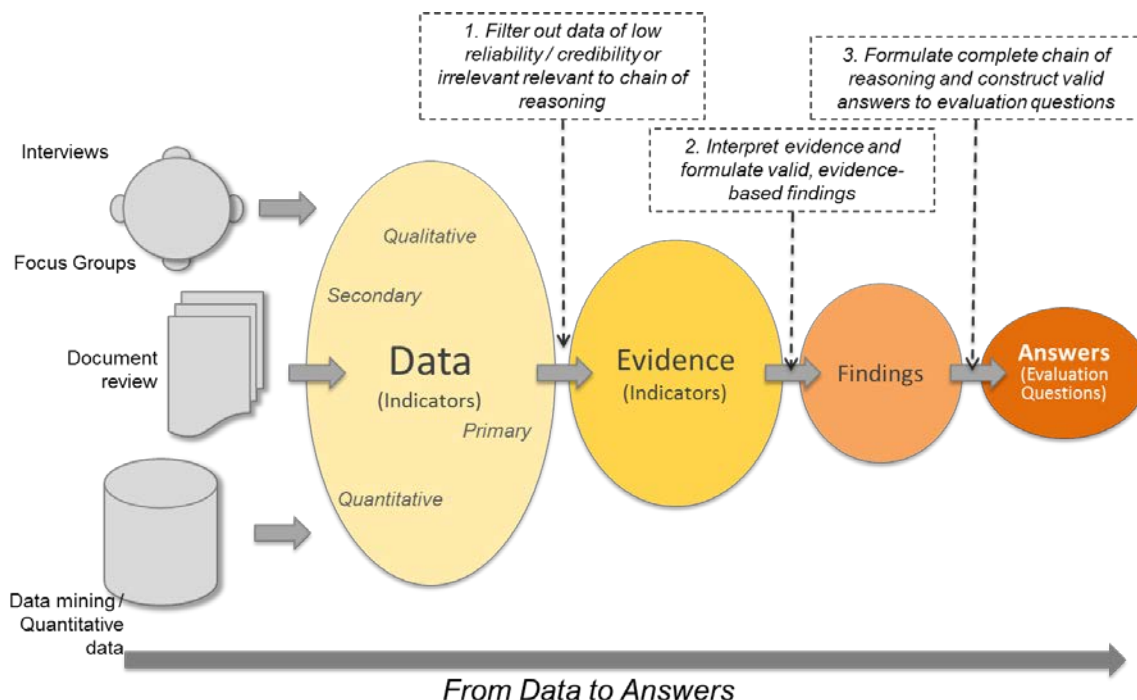 1. Filter out data of low
reliability / credibility or
irrelevant relevant to chain of
reasoning
3. Formulate complete chain of
reasoning and construct valid
answers to evaluation questions
2. Interpret evidence and
formulate valid, evidence-
based findings
Interviews
Focus Groups
Document
review
Data mining /
Quantitative
data
Qualitative
Secondary
Data
(Indicators)
Primary
Quantitative
Evidence
(Indicators)
Findings
Answers
(Evaluation
Questions)
From Data to Answers